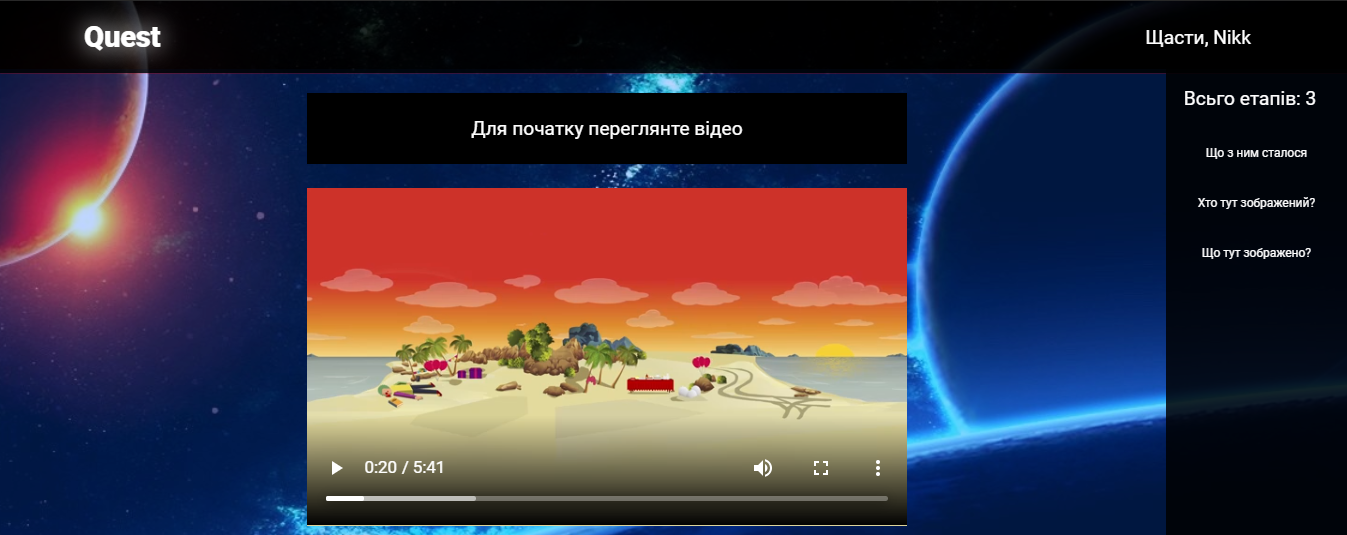 Quest
Щасти, Nikk
Всьго етапів: 3
Для початку перегляньте відео
Що з ним сталося
Хто тут зображений?
Що тут зображено?
0:20 / 5:41